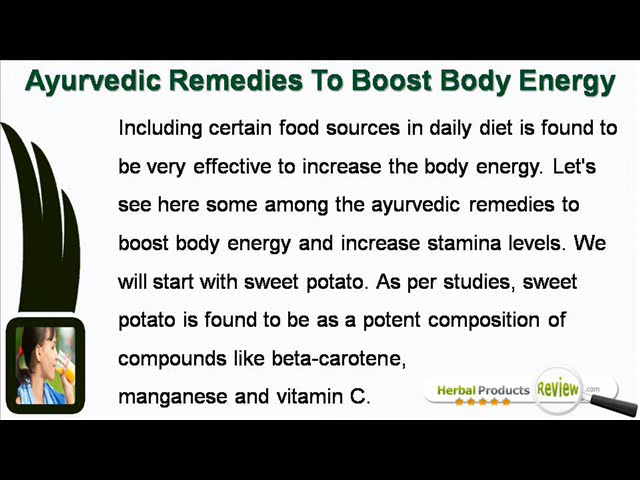 Ayurvedic Remedies To Boost Body Energy
Including certain food sources in daily diet is found to
be very effective to increase the body energy. Let's
see here some among the ayurvedic remedies to
boost body energy and increase stamina levels. We
will start with sweet potato. As per studies, sweet
potato is found to be as a potent composition of
compounds like beta-carotene,
manganese and vitamin C.
Herbal Products Review.com